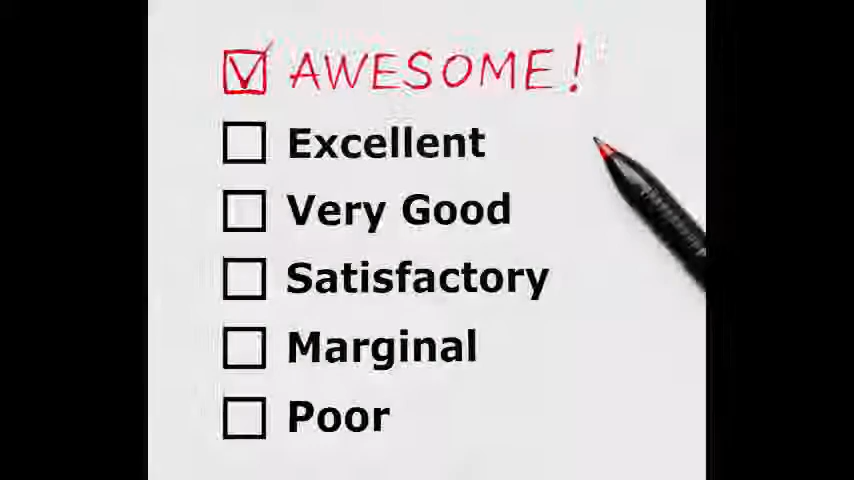 AWESOME!
Excellent
Very Good
Satisfactory
Marginal
Poor